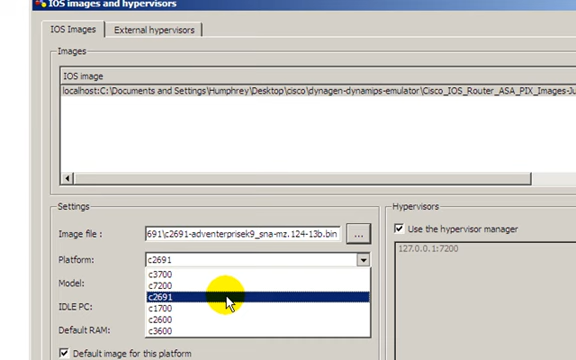 IOS images and hypervisors
IOS Images
External hypervisors
Images
IOS image
localhost:C:\Documents and Settings\Humphrey\Desktop\cisco\dynagen-dynamips-emulator\Cisco_IOS_Router_ASA_PIX_Images-Ju
Settings
Hypervisors
Image file :
691\c2691-adventerprisek9_sna-mz.124-13b.bin
...
Use the hypervisor manager
127.0.0.1:7200
Platform:
c2691
c3700
Model:
c7200
c2691
IDLE PC:
c1700
c2600
Default RAM:
c3600
Default image for this platform